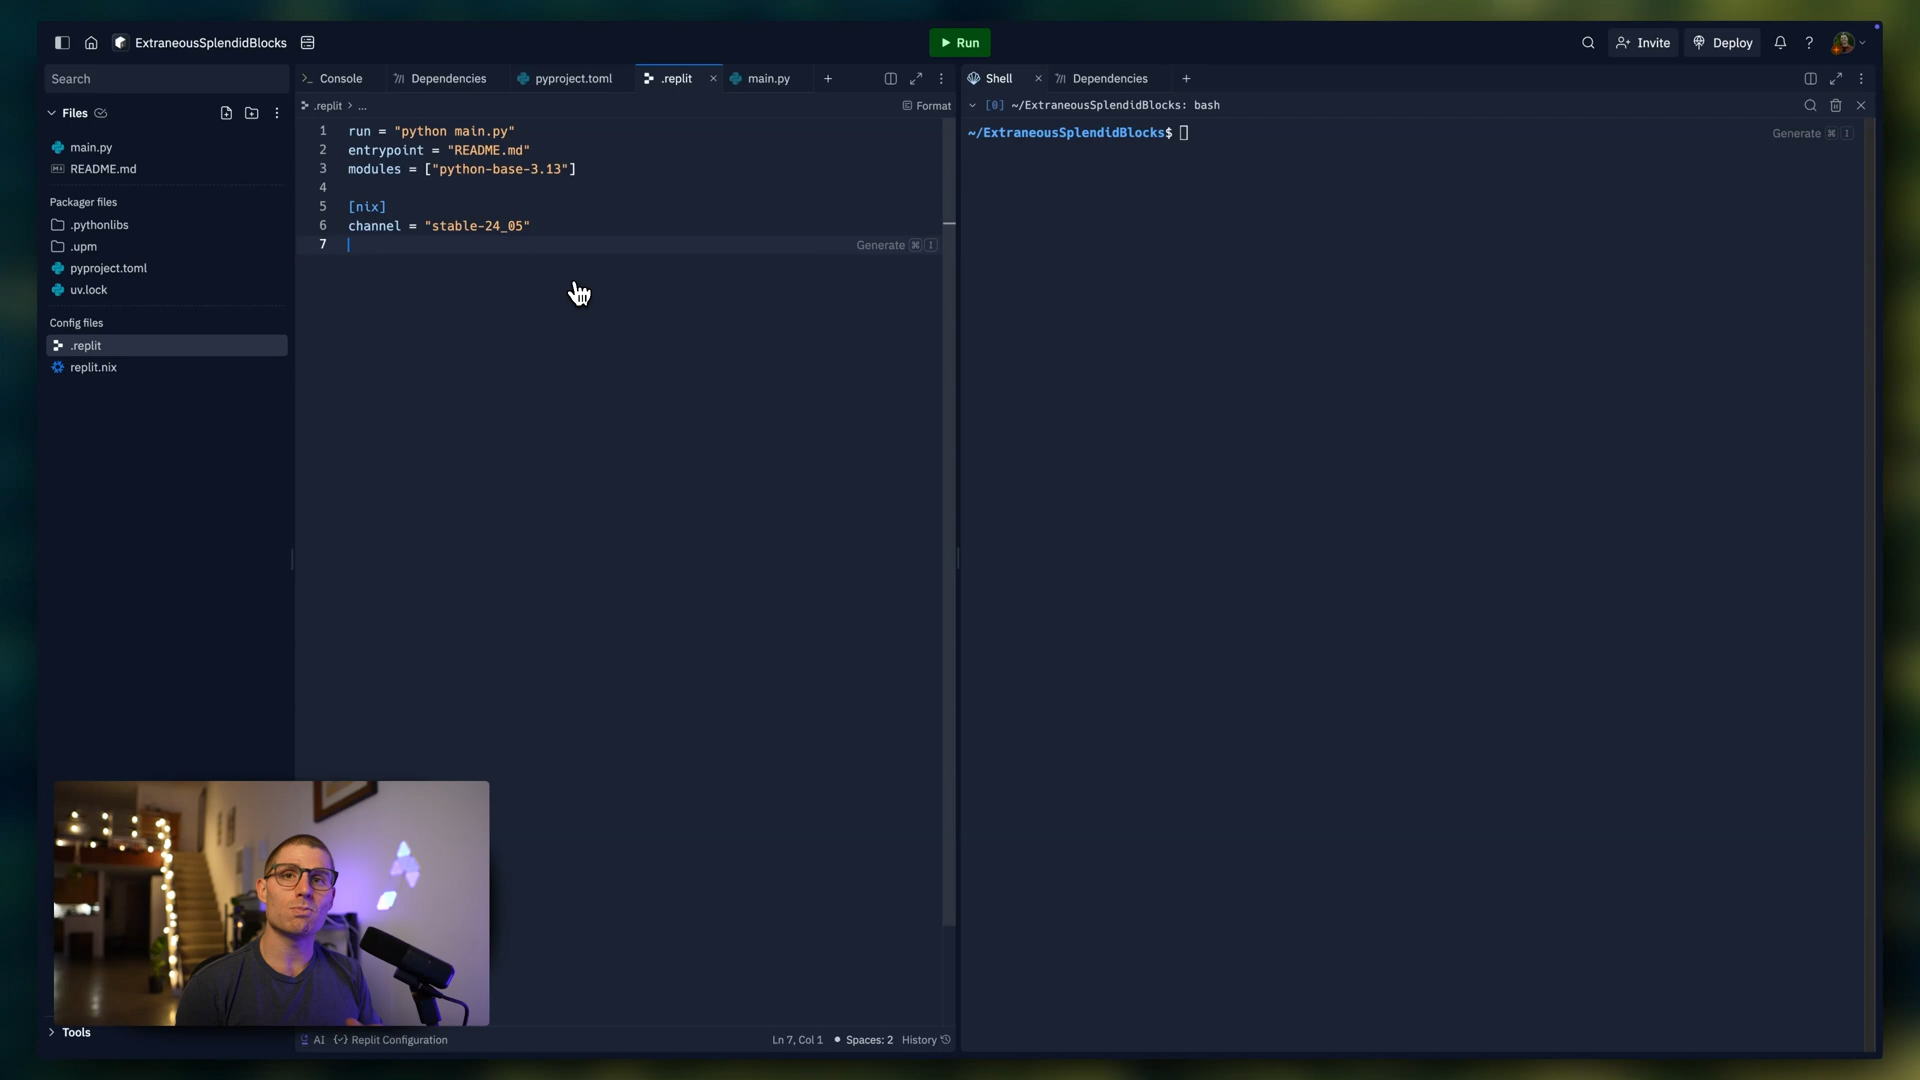 ExtraneousSplendidBlocks
Run
Invite
Deploy
?
Search
Files
main.py
README.md
Packager files
.pythonlibs
.upm
pyproject.toml
uv.lock
Config files
.replit
replit.nix
Tools
Console
Dependencies
pyproject.toml
.replit
main.py
.replit > ...
Format
1 run = "python main.py"
2 entrypoint = "README.md"
3 modules = ["python-base-3.13"]
4
5 [nix]
6 channel = "stable-24_05"
7
Generate ⌘ I
AI
Replit Configuration
Ln 7, Col 1
Spaces: 2
History
Shell
Dependencies
[0] ~/ExtraneousSplendidBlocks: bash
~/ExtraneousSplendidBlocks$
Generate ⌘ I